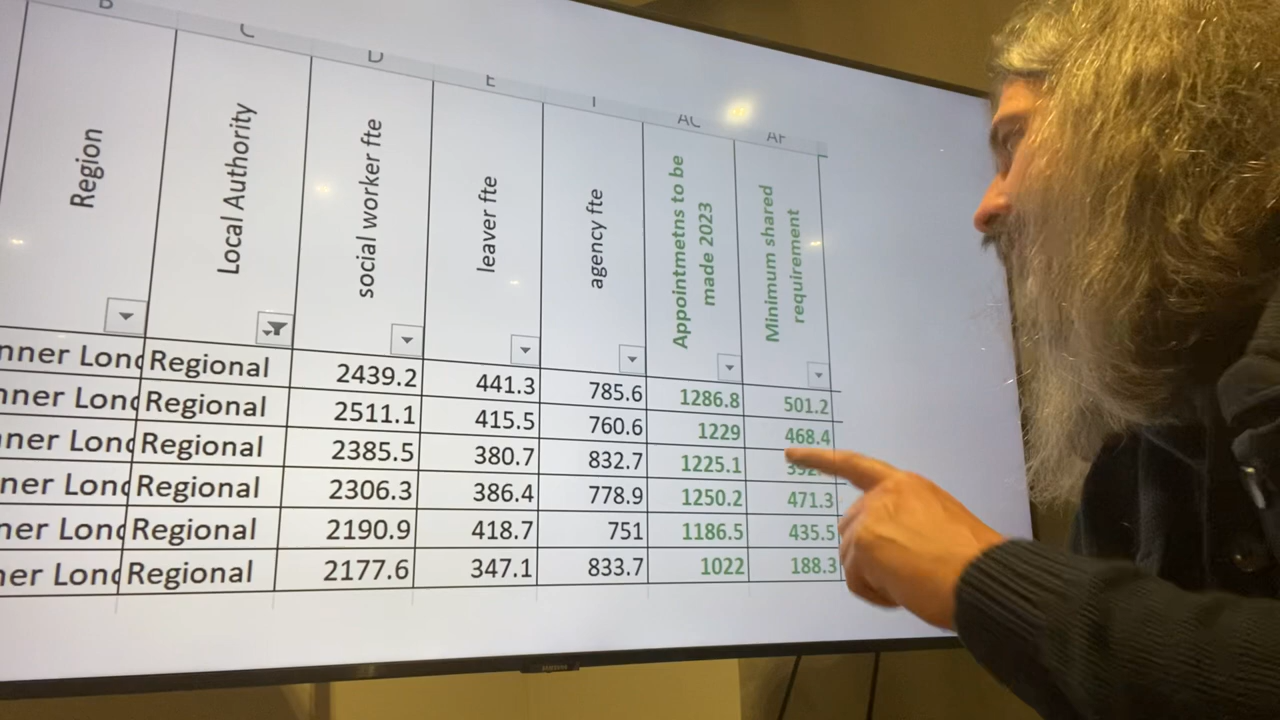 B C D E I AC AF
Region
Local Authority
social worker fte
leaver fte
agency fte
Appointmetns to be
made 2023
Minimum shared
requirement
nner Lond Regional 2439.2 441.3 785.6 1286.8 501.2
nner Lond Regional 2511.1 415.5 760.6 1229 468.4
nner Lond Regional 2385.5 380.7 832.7 1225.1
ner Lond Regional 2306.3 386.4 778.9 1250.2 471.3
ner Lond Regional 2190.9 418.7 751 1186.5 435.5
ner Lond Regional 2177.6 347.1 833.7 1022 188.3